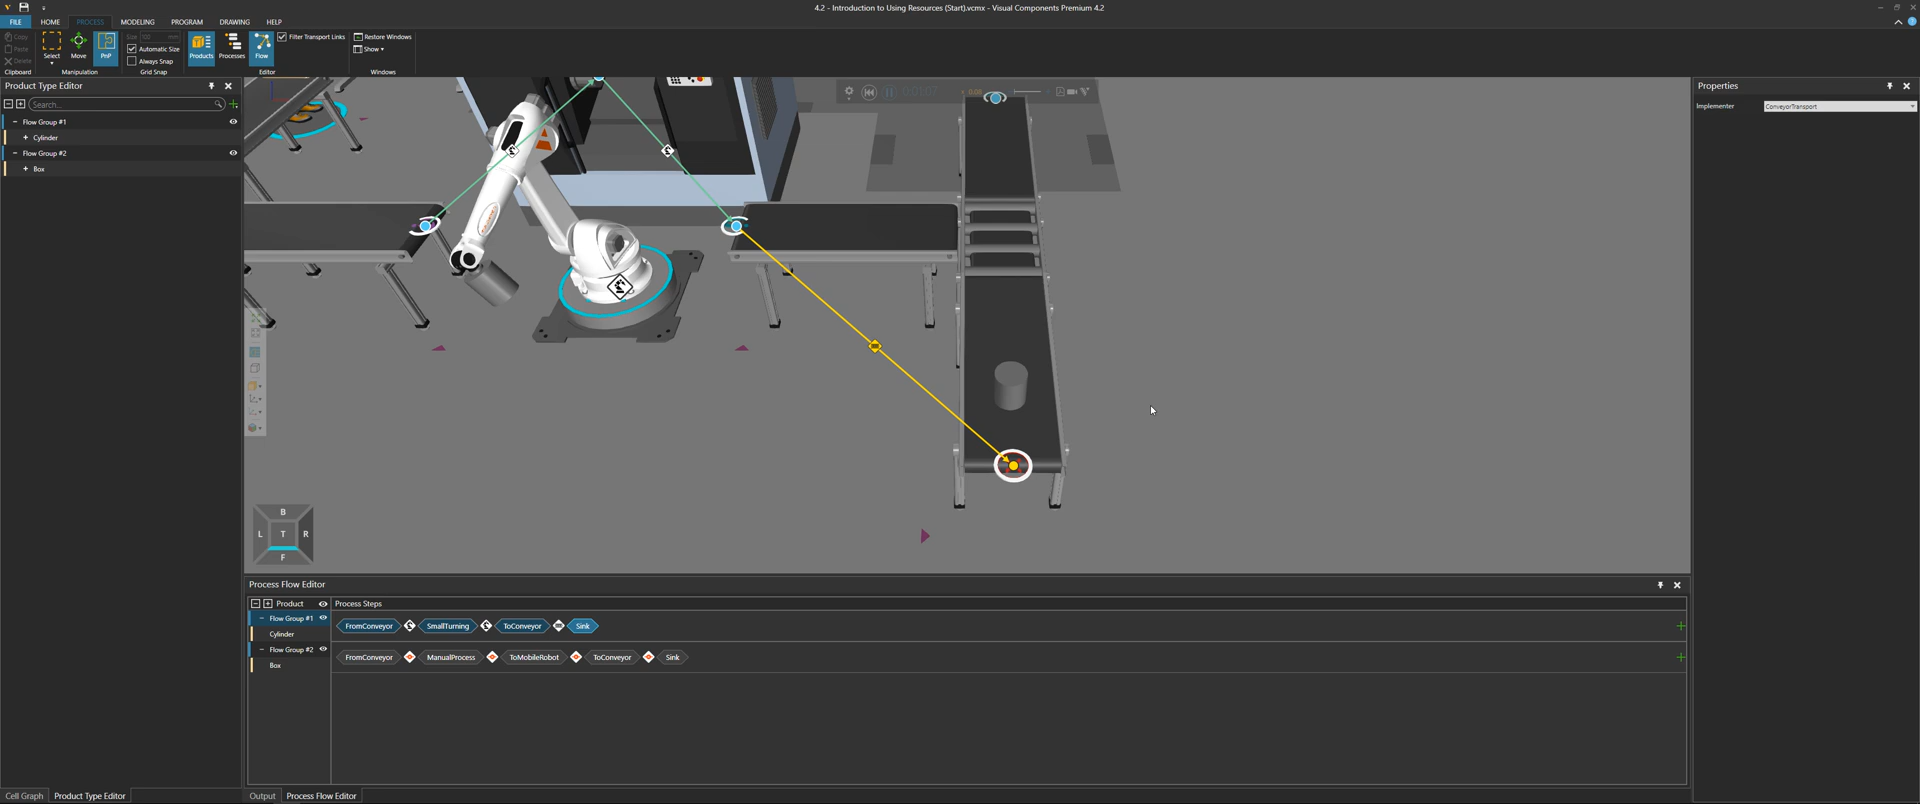 4.2 - Introduction to Using Resources (Start).vcmx - Visual Components Premium 4.2
FILE HOME PROCESS MODELING PROGRAM DRAWING HELP
Copy
Paste
Delete
Clipboard
Select
Move
PnP
Manipulation
Size 100 mm
Automatic Size
Always Snap
Grid Snap
Products
Processes
Flow
Editor
Filter Transport Links
Restore Windows
Show
Windows
Product Type Editor
Search...
Flow Group #1
Cylinder
Flow Group #2
Box
B
L T R
F
Properties
Implementer ConveyorTransport
Process Flow Editor
Product Process Steps
Flow Group #1 FromConveyor SmallTurning ToConveyor Sink
Cylinder
Flow Group #2 FromConveyor ManualProcess ToMobileRobot ToConveyor Sink
Box
Cell Graph Product Type Editor Output Process Flow Editor